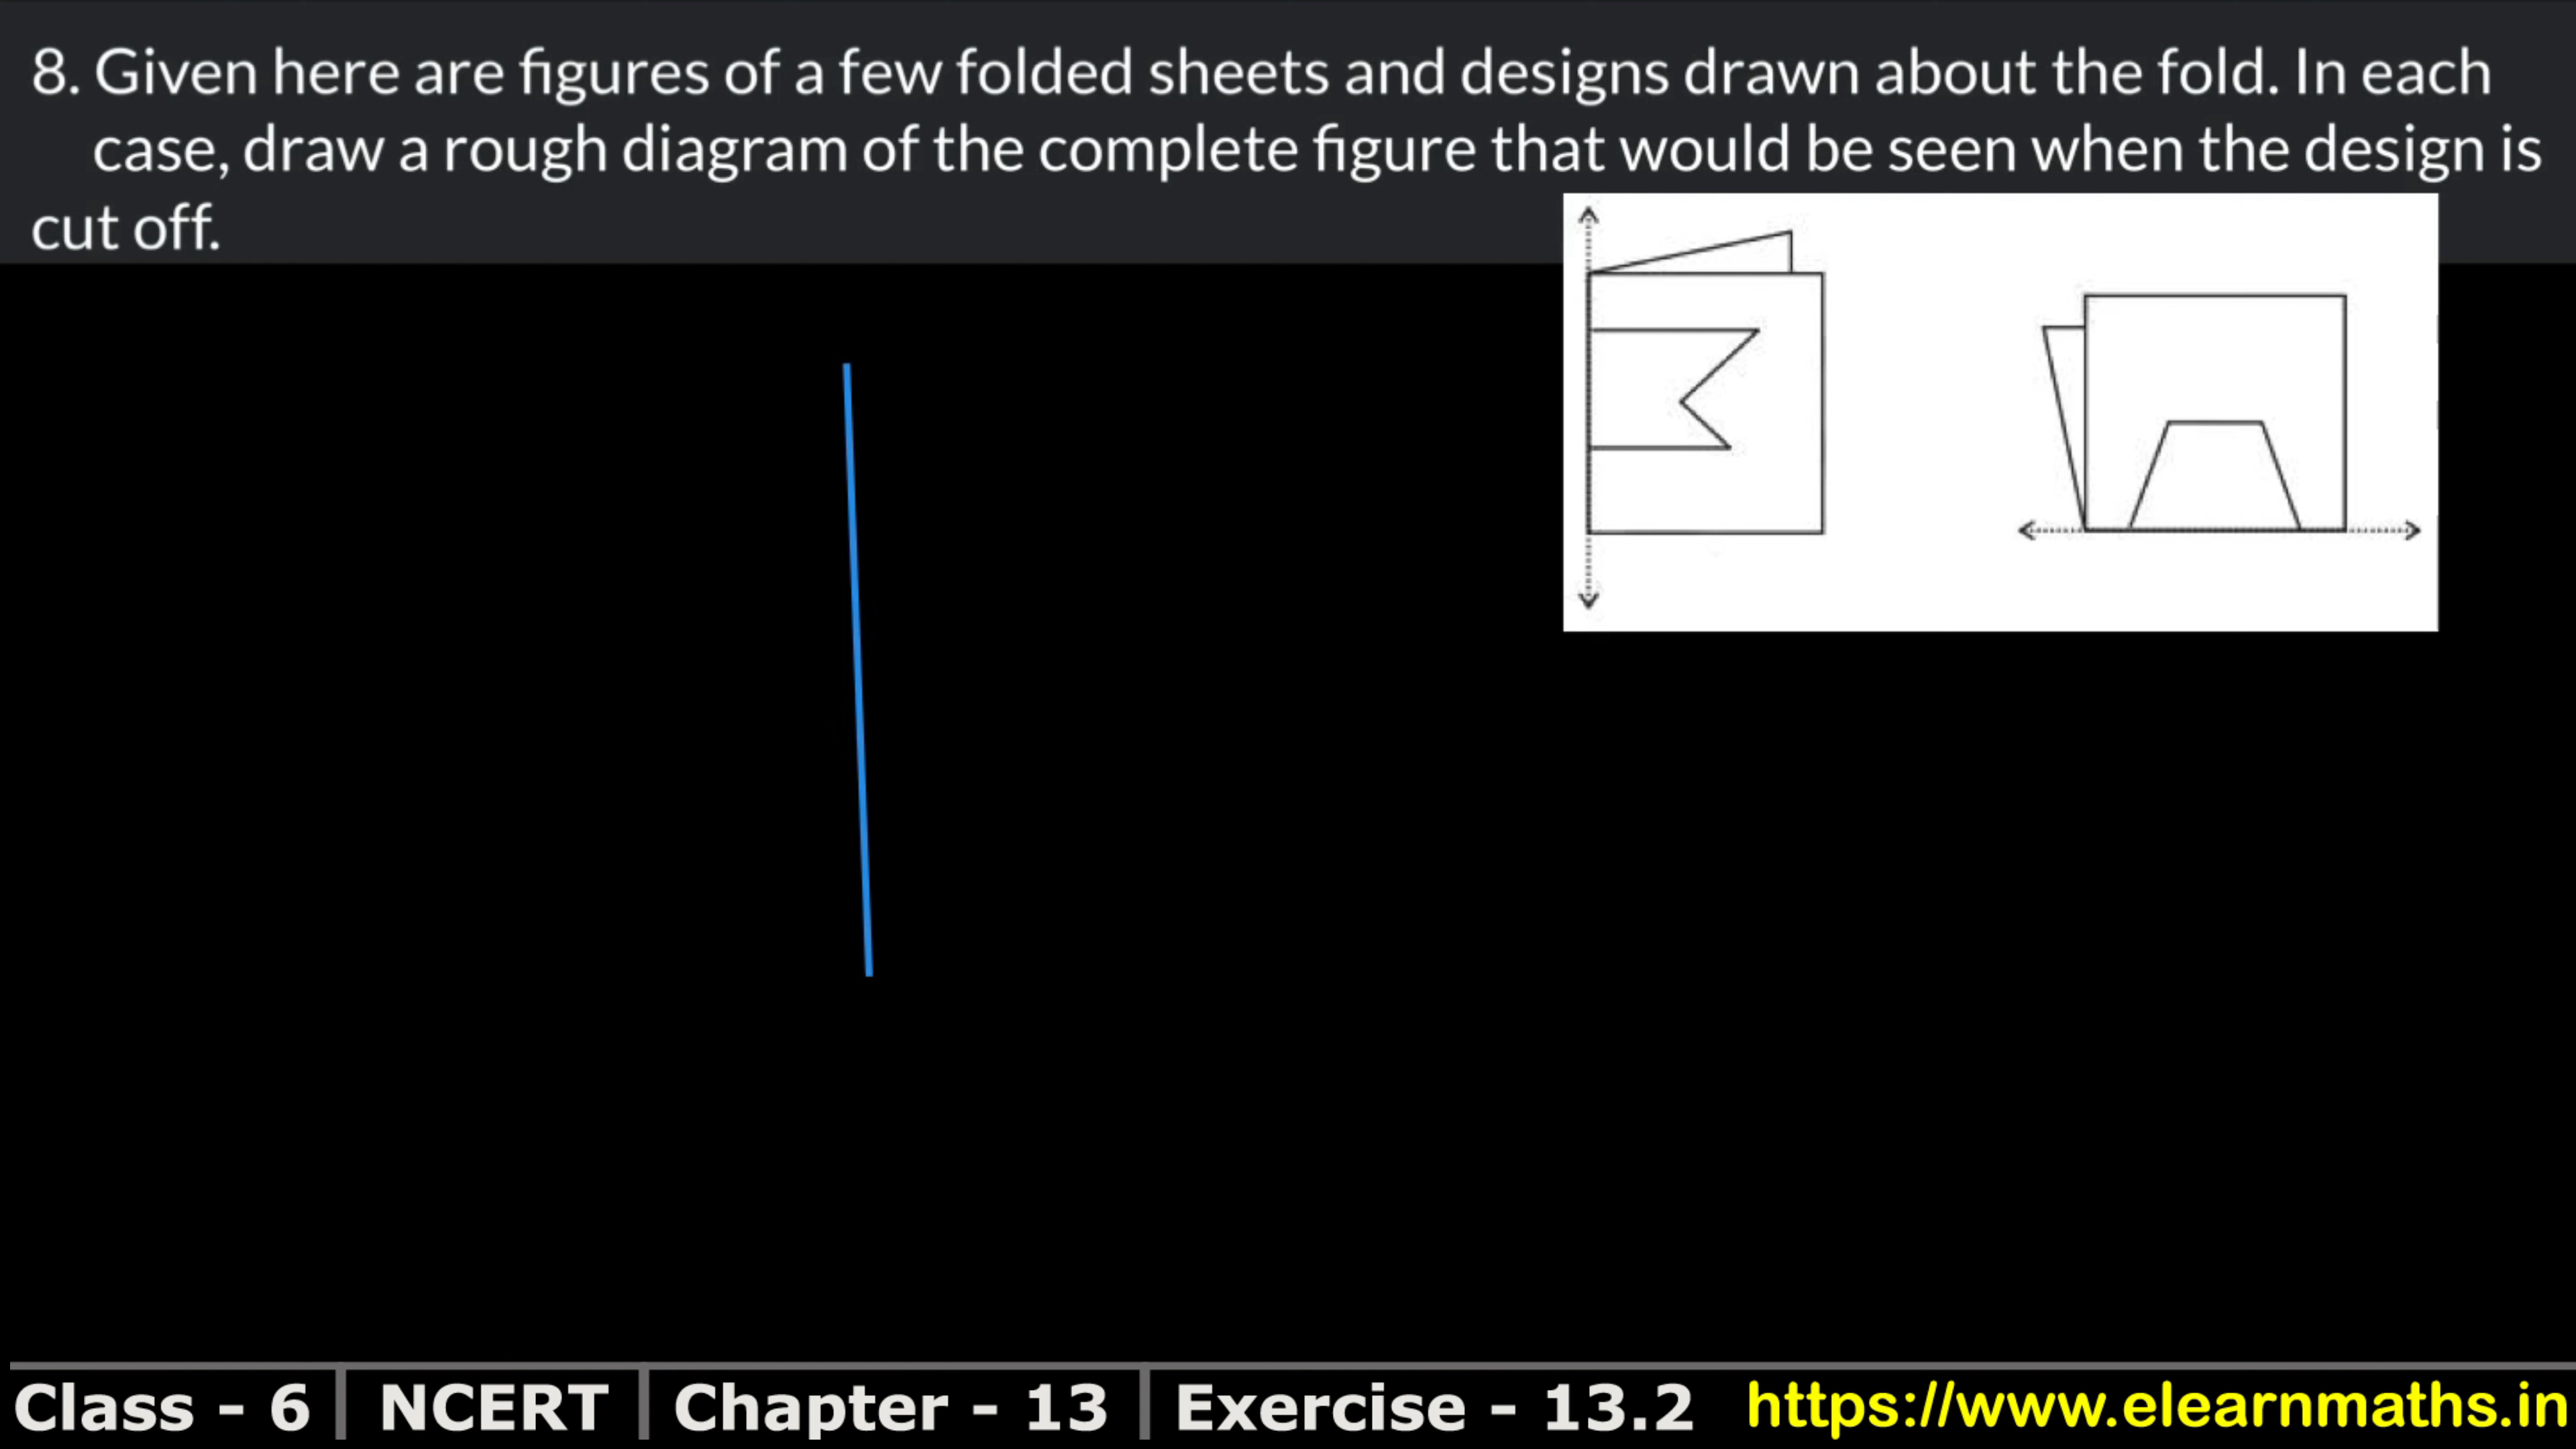 8. Given here are figures of a few folded sheets and designs drawn about the fold. In each
case, draw a rough diagram of the complete figure that would be seen when the design is
cut off.
Class - 6 | NCERT | Chapter - 13 | Exercise - 13.2 https://www.elearnmaths.in